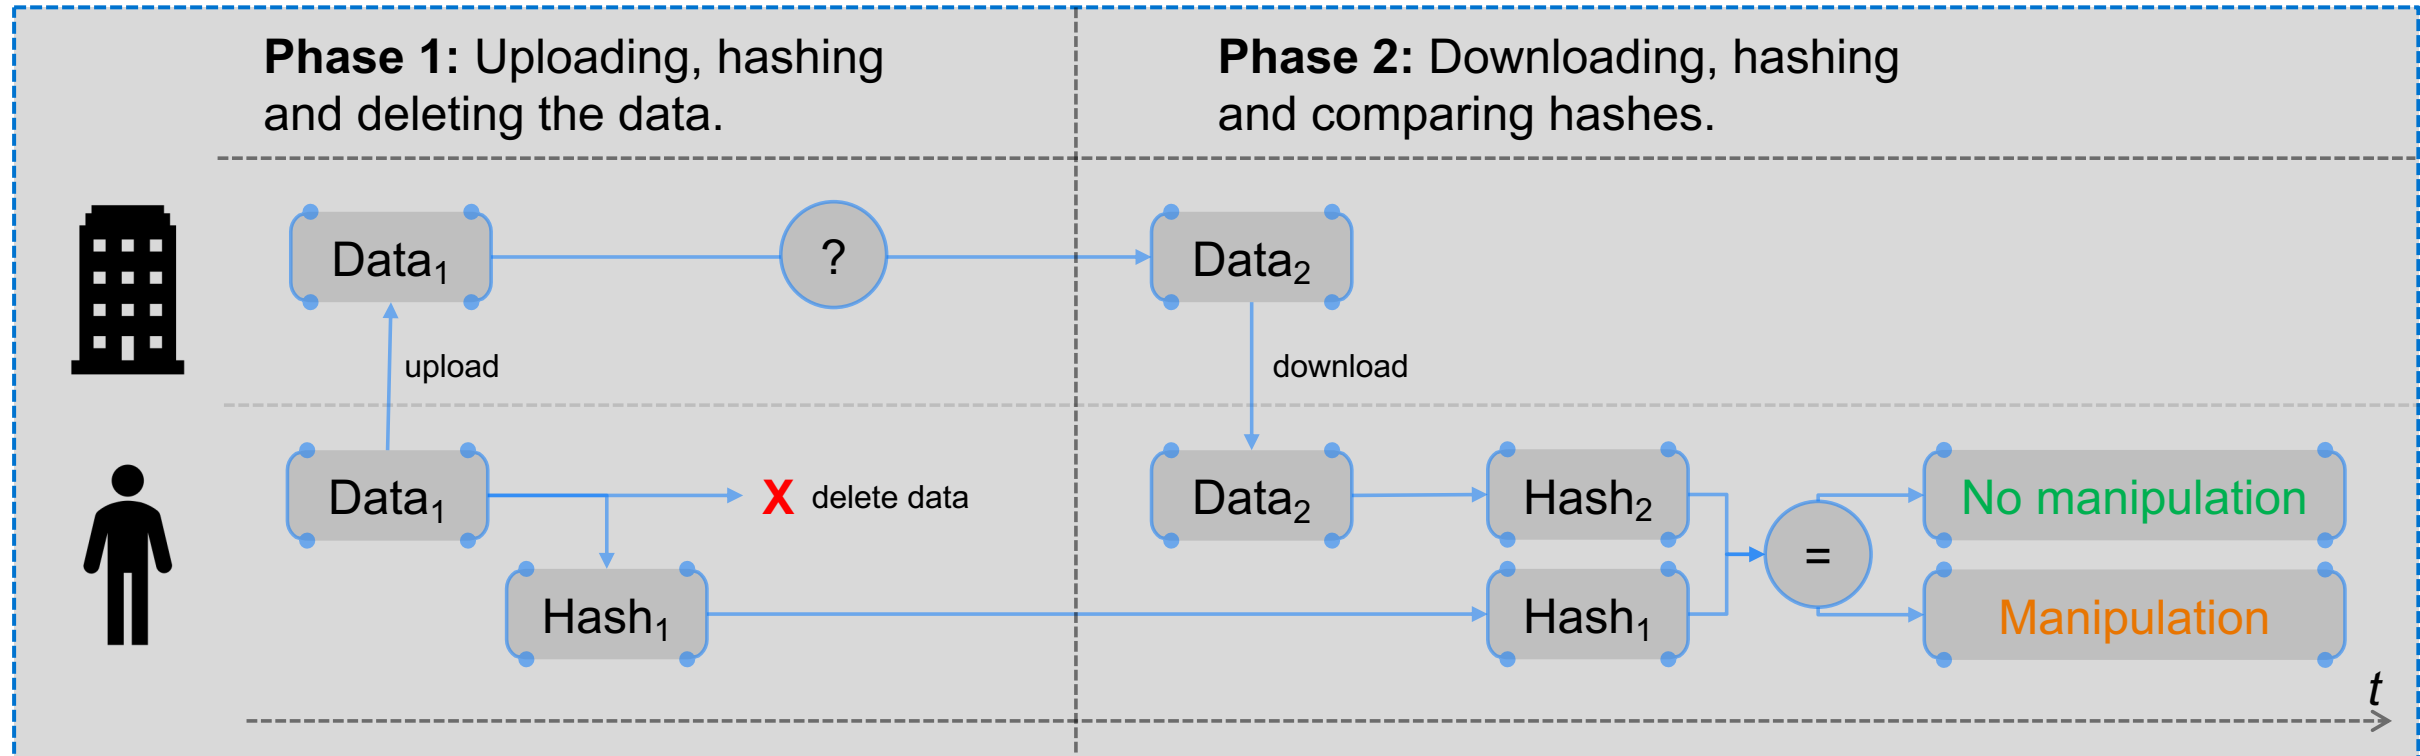 Phase 1: Uploading, hashing
and deleting the data.
Phase 2: Downloading, hashing
and comparing hashes.
Data₁
?
Data₂
upload
download
Data₁
X delete data
Data₂
Hash₂
=
No manipulation
Hash₁
Hash₁
Manipulation
t